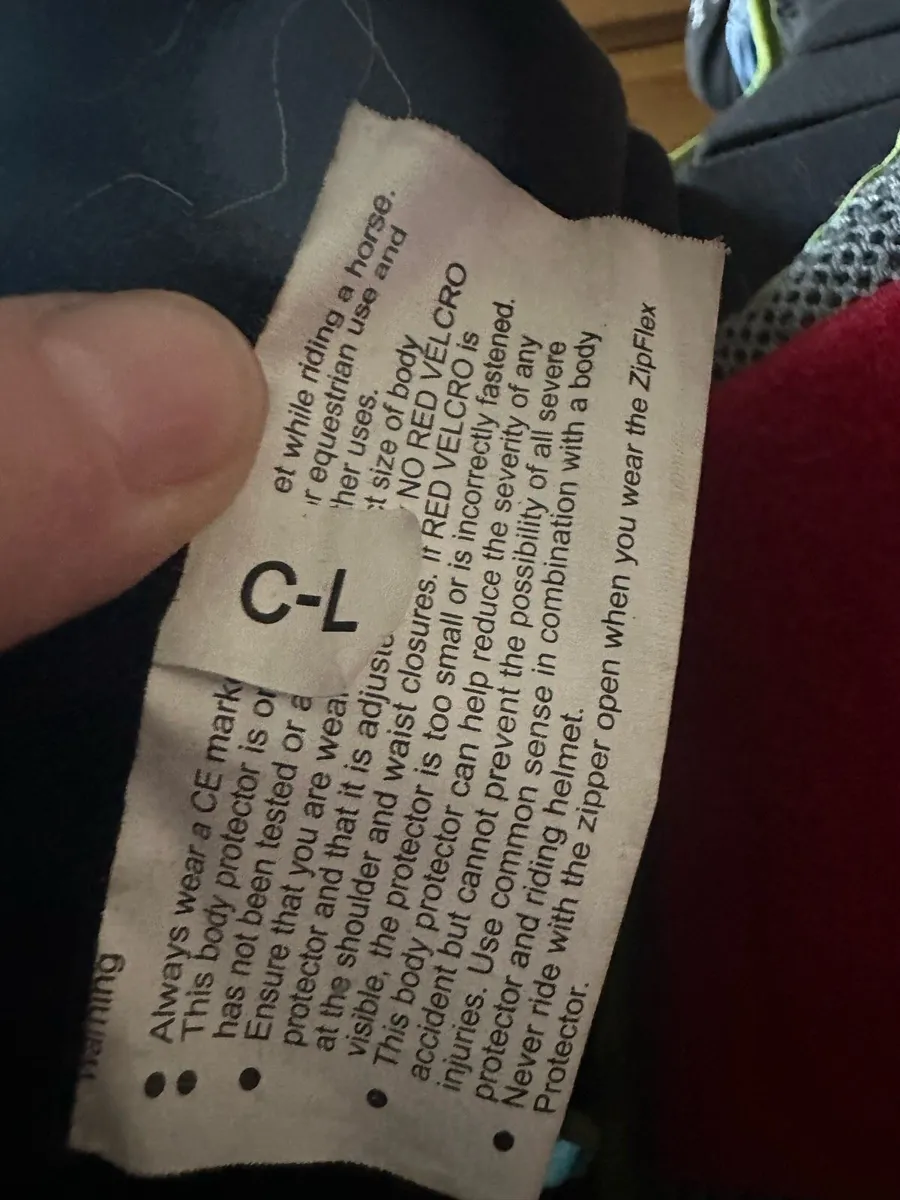 Warning
• Always wear a CE mark et while riding a horse.
• This body protector is or r equestrian use and
has not been tested or a her uses.
• Ensure that you are wea t size of body
protector and that it is adjuste NO RED VELCRO
at the shoulder and waist closures. If RED VELCRO is
visible, the protector is too small or is incorrectly fastened.
• This body protector can help reduce the severity of any
accident but cannot prevent the possibility of all severe
injuries. Use common sense in combination with a body
protector and riding helmet.
• Never ride with the zipper open when you wear the ZipFlex
Protector.
C-L